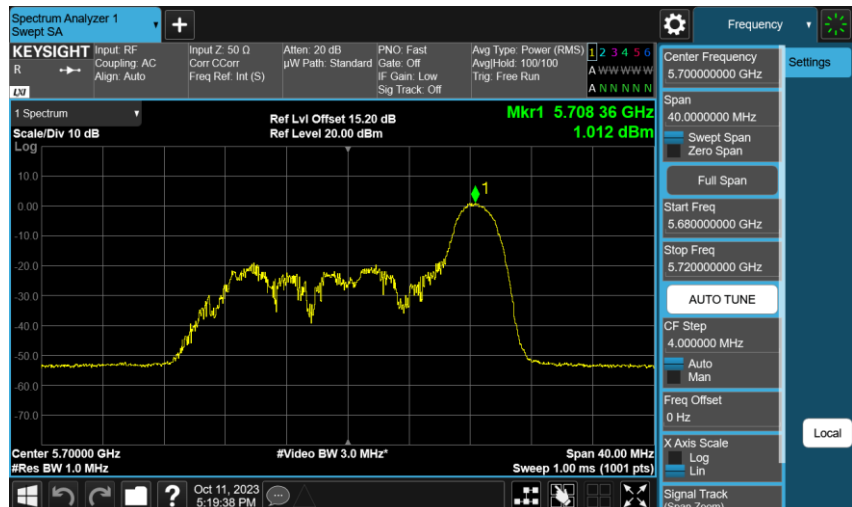 Spectrum Analyzer 1
Swept SA
+
Frequency
KEYSIGHT
R
LXI
Input: RF
Coupling: AC
Align: Auto
Input Z: 50 Ω
Corr CCorr
Freq Ref: Int (S)
Atten: 20 dB
µW Path: Standard
PNO: Fast
Gate: Off
IF Gain: Low
Sig Track: Off
Avg Type: Power (RMS)
Avg|Hold: 100/100
Trig: Free Run
1 2 3 4 5 6
A W W W W W
A N N N N N
1 Spectrum
Scale/Div 10 dB
Log
Ref Lvl Offset 15.20 dB
Ref Level 20.00 dBm
Mkr1 5.708 36 GHz
1.012 dBm
1
10.0
0.00
-10.0
-20.0
-30.0
-40.0
-50.0
-60.0
-70.0
Center 5.70000 GHz
#Res BW 1.0 MHz
#Video BW 3.0 MHz*
Span 40.00 MHz
Sweep 1.00 ms (1001 pts)
?
Oct 11, 2023
5:19:38 PM
Center Frequency
5.700000000 GHz
Span
40.0000000 MHz
Swept Span
Zero Span
Full Span
Start Freq
5.680000000 GHz
Stop Freq
5.720000000 GHz
AUTO TUNE
CF Step
4.000000 MHz
Auto
Man
Freq Offset
0 Hz
X Axis Scale
Log
Lin
Signal Track
(Span Zoom)
Settings
Local